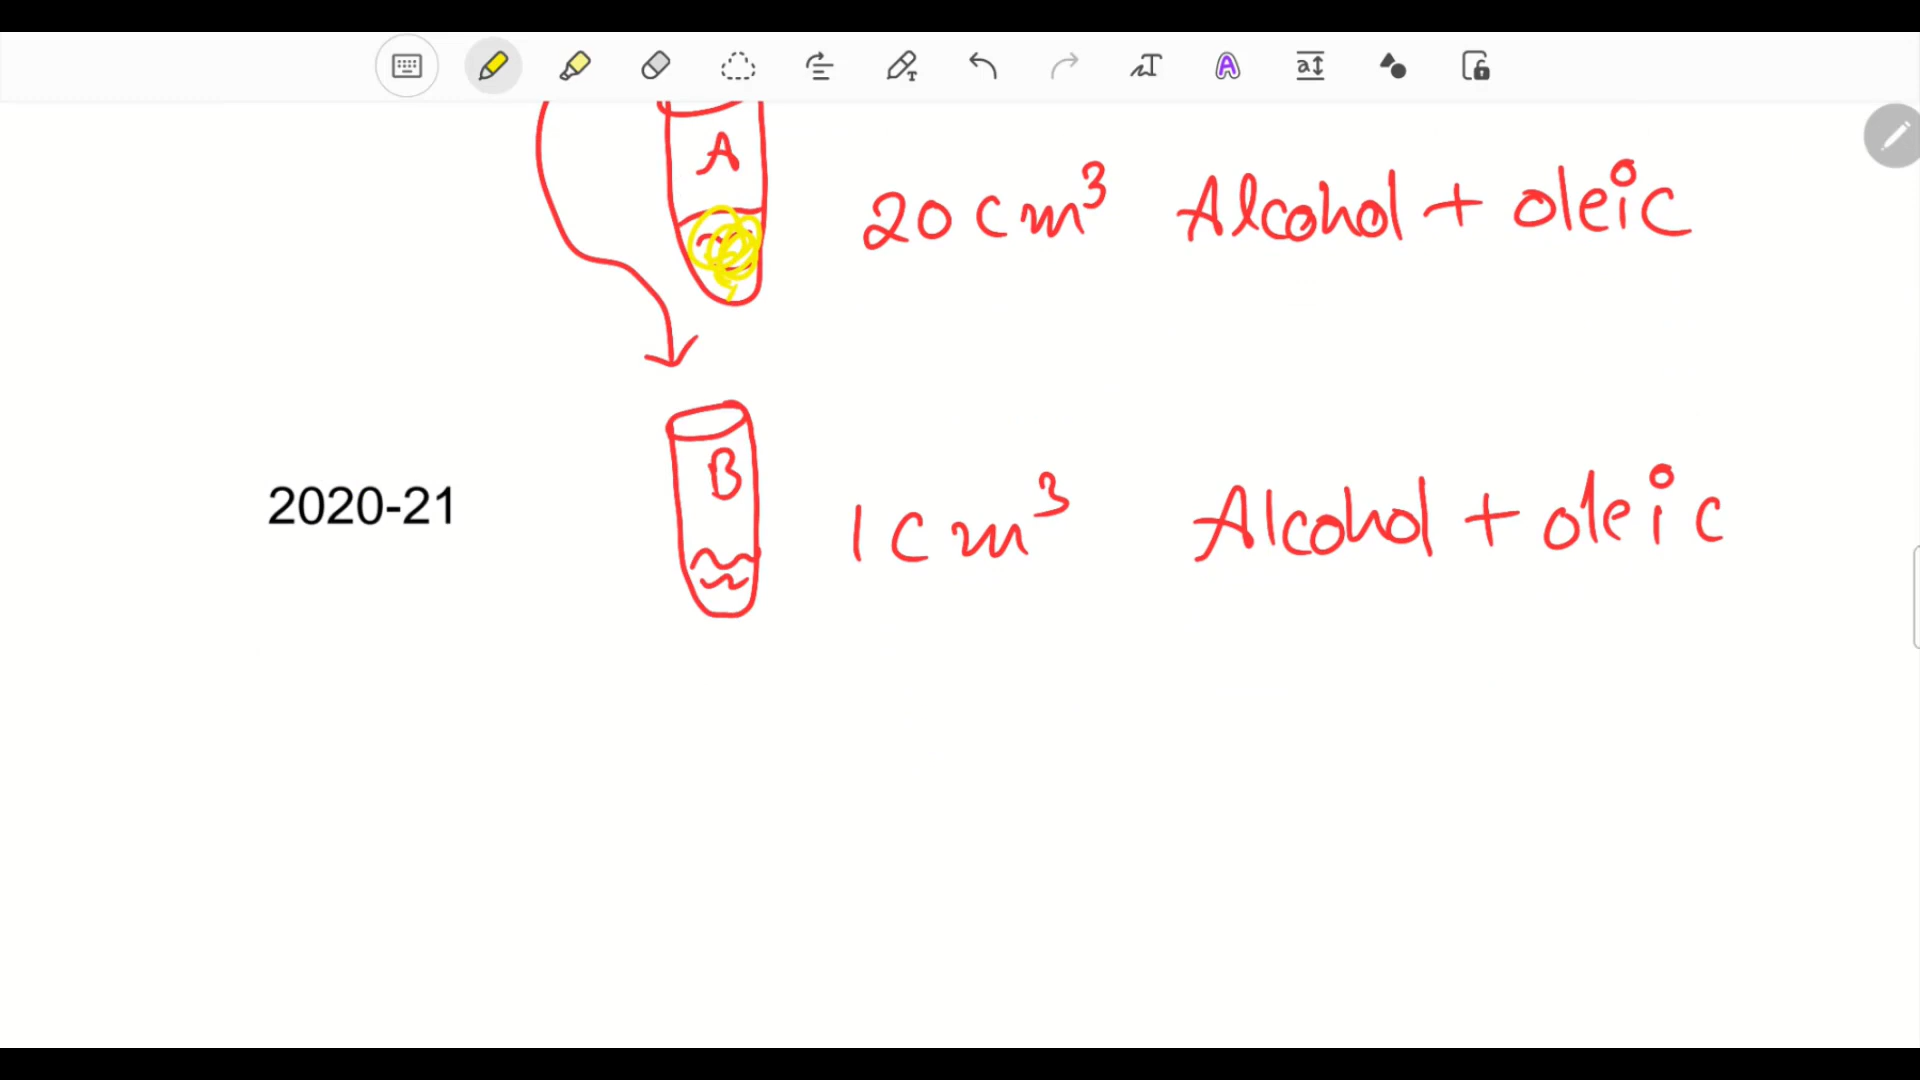 A
20 cm³ Alcohol + oleic
2020-21
B
1 cm³ Alcohol + oleic